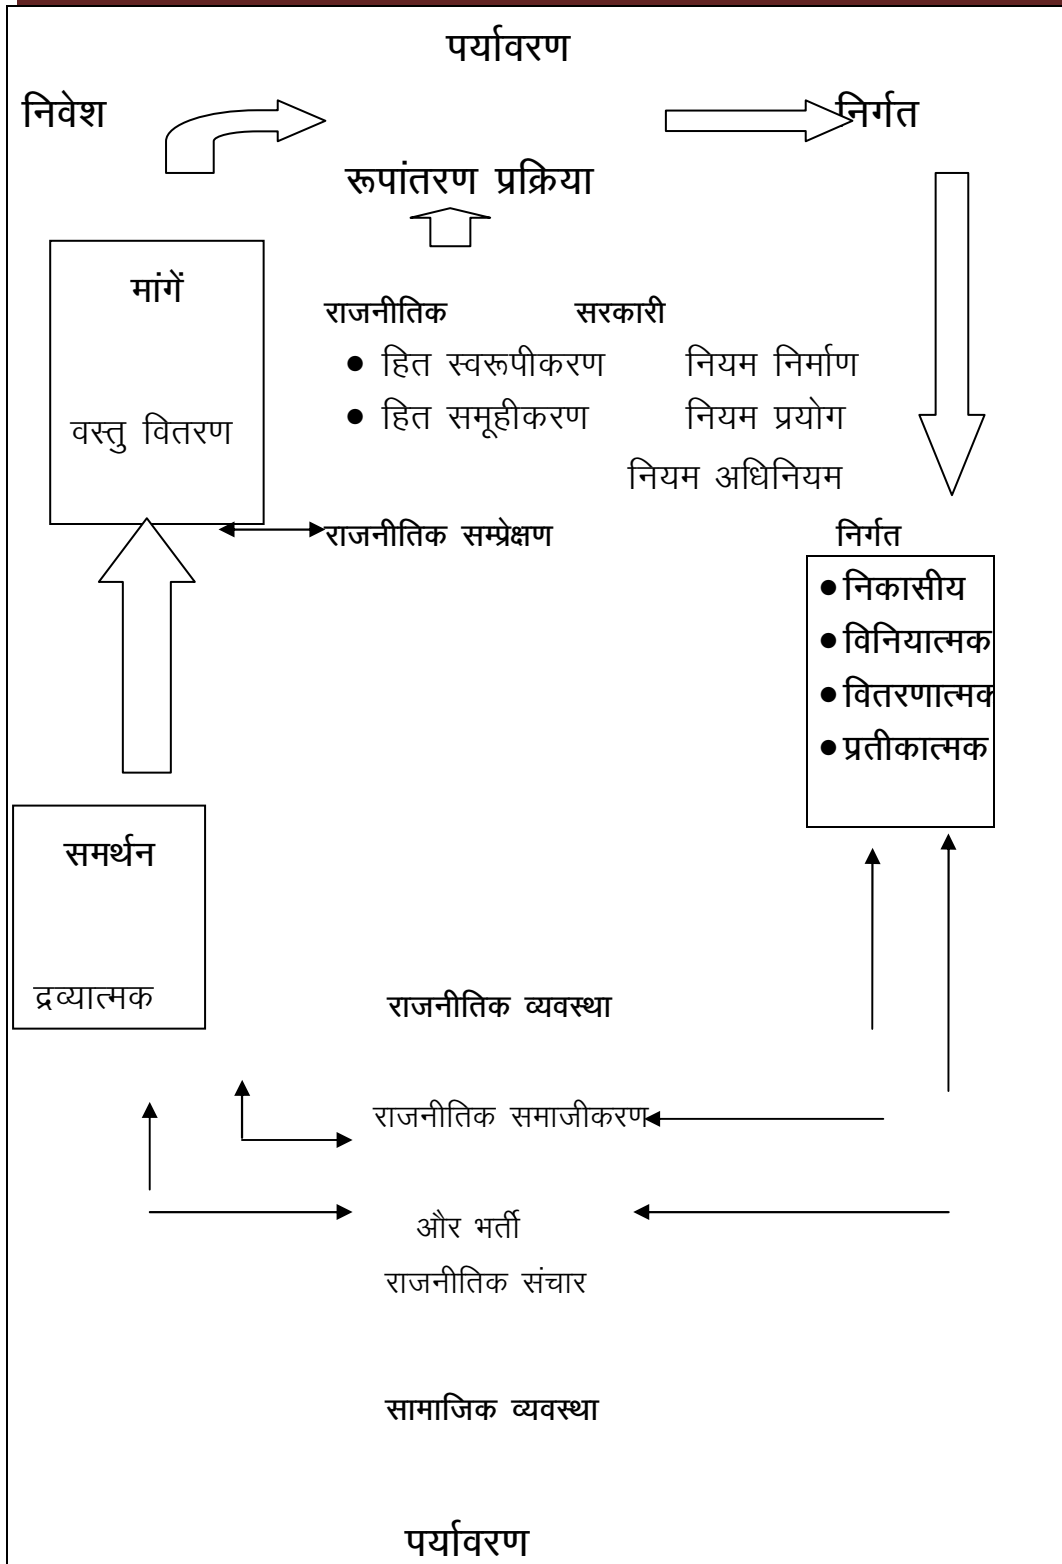 पर्यावरण
निवेश निर्गत
रूपांतरण प्रक्रिया
मांगें
राजनीतिक सरकारी
• हित स्वरूपीकरण नियम निर्माण
• हित समूहीकरण नियम प्रयोग
वस्तु वितरण
नियम अधिनियम
राजनीतिक सम्प्रेक्षण निर्गत
• निकासीय
• विनियात्मक
• वितरणात्मक
• प्रतीकात्मक
समर्थन
द्रव्यात्मक
राजनीतिक व्यवस्था
राजनीतिक समाजीकरण
और भर्ती
राजनीतिक संचार
सामाजिक व्यवस्था
पर्यावरण